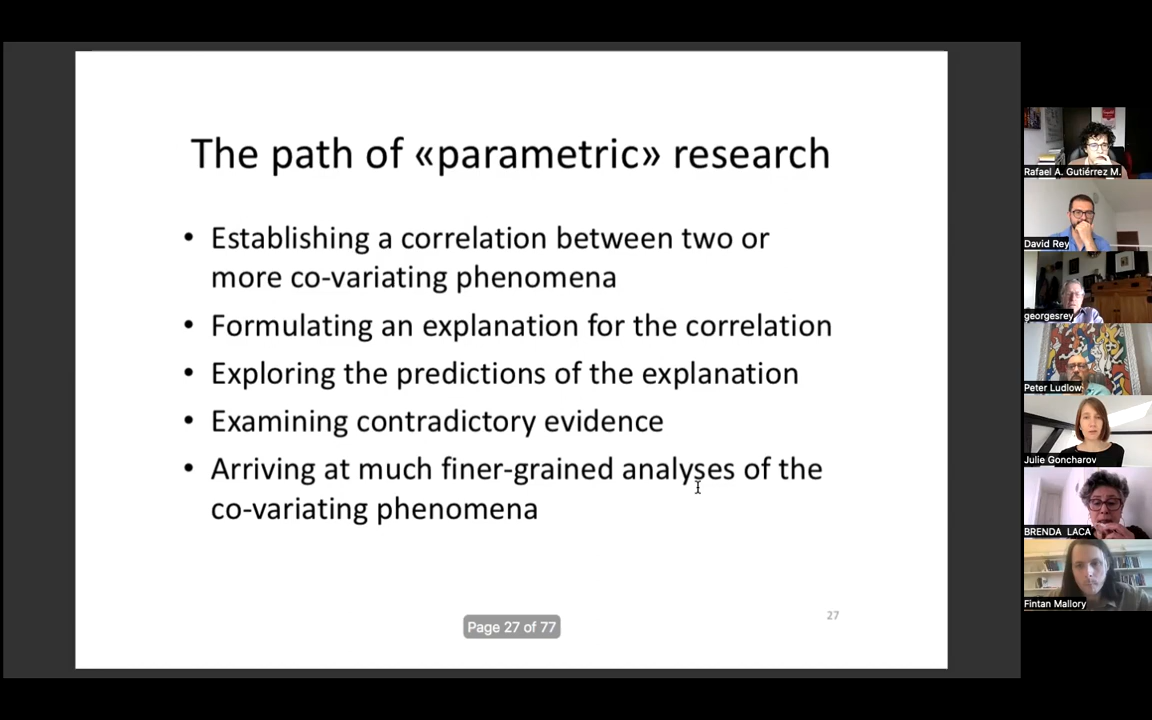 The path of «parametric» research
• Establishing a correlation between two or
more co-variating phenomena
• Formulating an explanation for the correlation
• Exploring the predictions of the explanation
• Examining contradictory evidence
• Arriving at much finer-grained analyses of the
co-variating phenomena
27
Page 27 of 77
Rafael A. Gutiérrez M.
David Rey
georgesrey
Peter Ludlow
Julie Goncharov
BRENDA LACA
Fintan Mallory